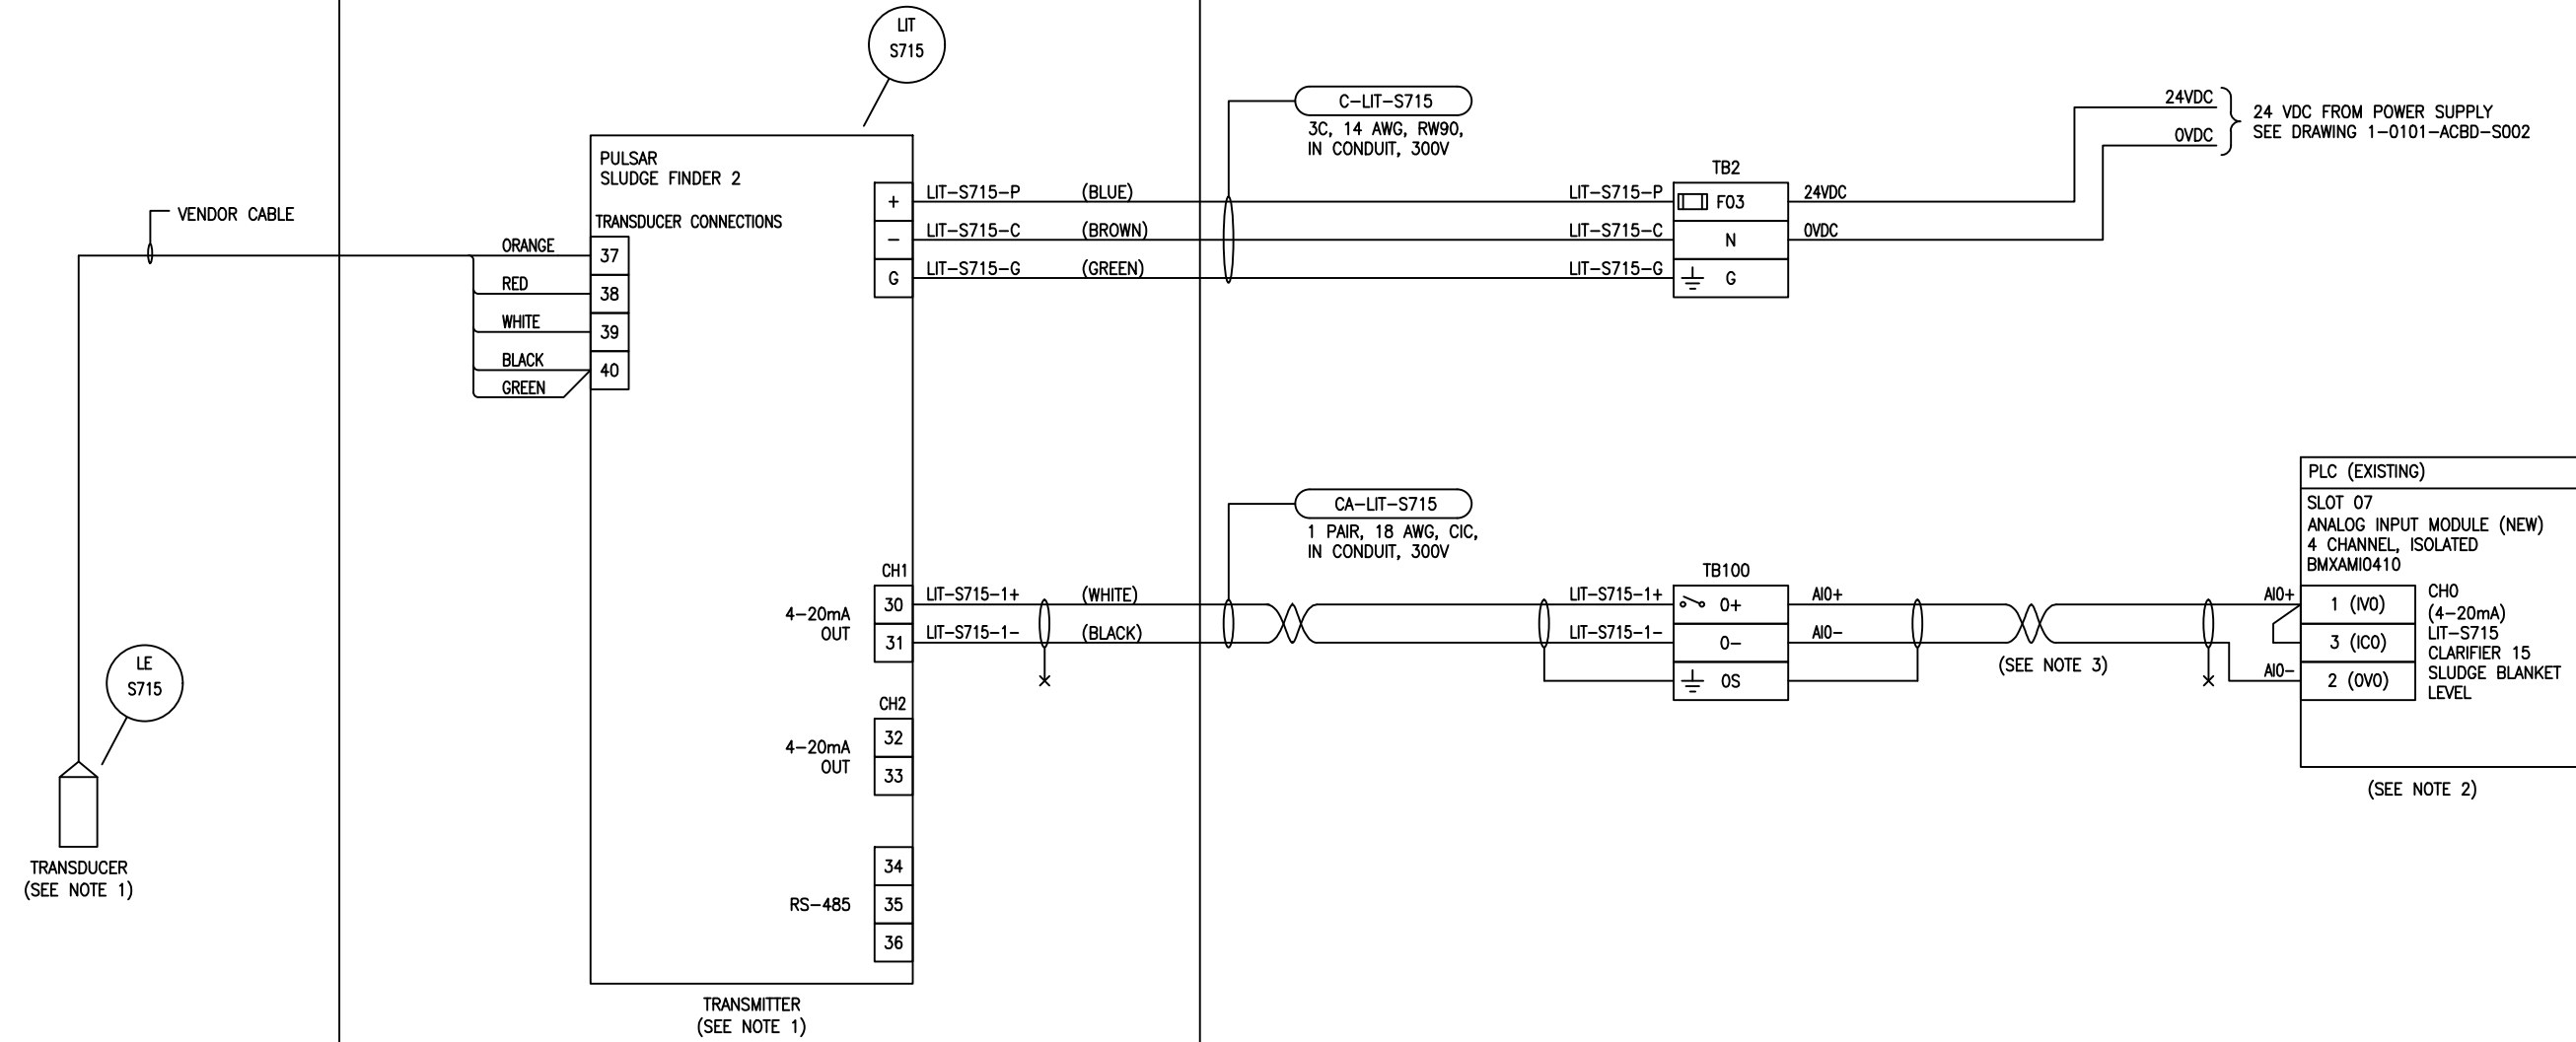 LIT
S715
C-LIT-S715
3C, 14 AWG, RW90,
IN CONDUIT, 300V
24VDC
0VDC
24 VDC FROM POWER SUPPLY
SEE DRAWING 1-0101-ACBD-S002
PULSAR
SLUDGE FINDER 2
TRANSDUCER CONNECTIONS
VENDOR CABLE
ORANGE
37
RED
38
WHITE
39
BLACK
40
GREEN
+
LIT-S715-P
(BLUE)
-
LIT-S715-C
(BROWN)
G
LIT-S715-G
(GREEN)
TB2
LIT-S715-P
F03
24VDC
LIT-S715-C
N
0VDC
LIT-S715-G
G
CA-LIT-S715
1 PAIR, 18 AWG, CIC,
IN CONDUIT, 300V
CH1
4-20mA
OUT
30
LIT-S715-1+
(WHITE)
31
LIT-S715-1-
(BLACK)
TB100
LIT-S715-1+
0+
AI0+
LIT-S715-1-
0-
AI0-
0S
(SEE NOTE 3)
PLC (EXISTING)
SLOT 07
ANALOG INPUT MODULE (NEW)
4 CHANNEL, ISOLATED
BMXAMI0410
AI0+
1 (IV0)
3 (IC0)
AI0-
2 (0V0)
CH0
(4-20mA)
LIT-S715
CLARIFIER 15
SLUDGE BLANKET
LEVEL
(SEE NOTE 2)
CH2
4-20mA
OUT
32
33
RS-485
34
35
36
LE
S715
TRANSDUCER
(SEE NOTE 1)
TRANSMITTER
(SEE NOTE 1)